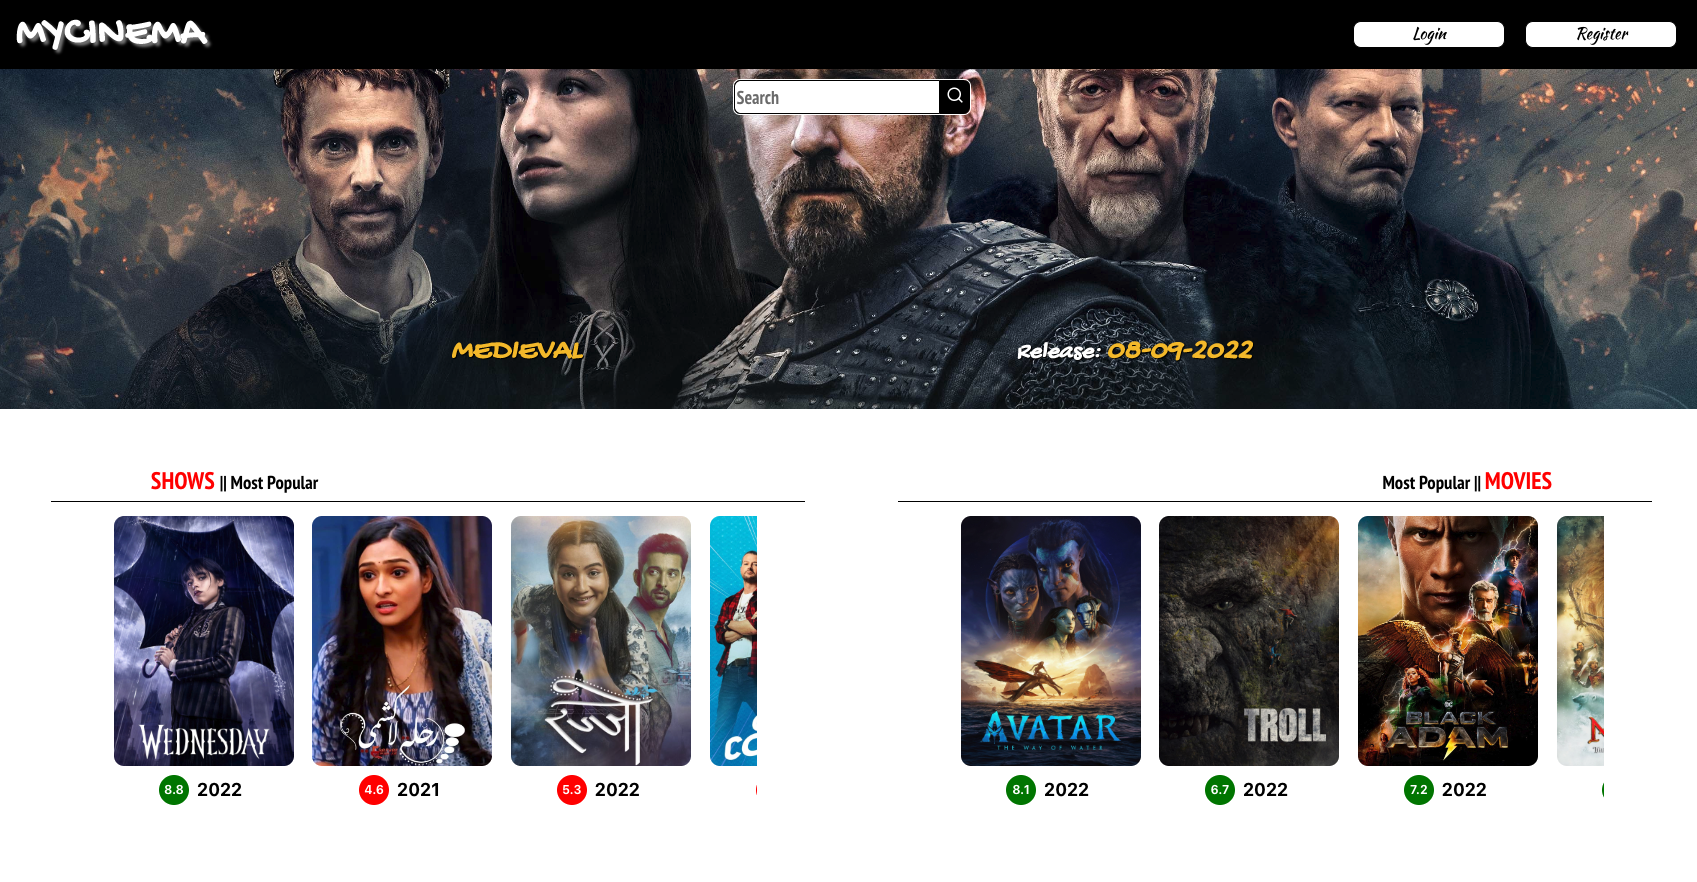 MYCINEMA
Login
Register
Search
MEDIEVAL
Release: 08-09-2022
SHOWS || Most Popular
Most Popular || MOVIES
WEDNESDAY
रज्जो
AVATAR
THE WAY OF WATER
TROLL
DC
BLACK
ADAM
8.8 2022
4.6 2021
5.3 2022
8.1 2022
6.7 2022
7.2 2022